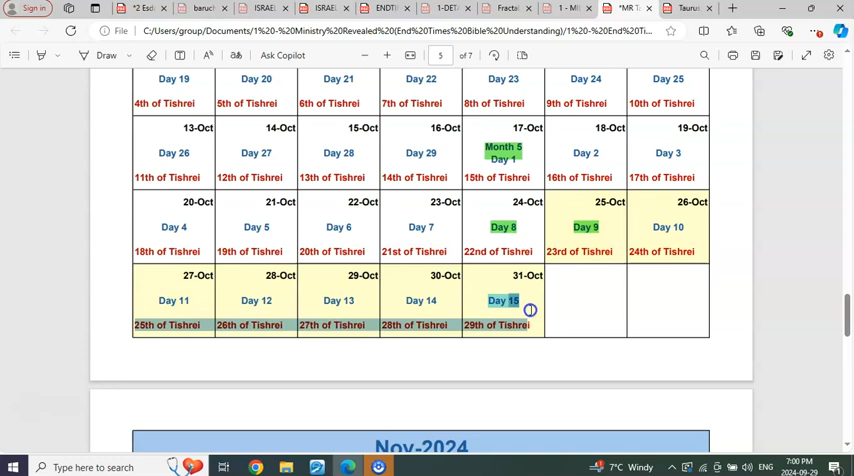 Sign in
*2 Esd
baruch
ISRAEL
ISRAEL
ENDTIN
1-DETA
Fractal
1 - MIL
*MR Ta
Taurus
File
C:/Users/group/Documents/1%20-%20Ministry%20Revealed%20(End%20Times%20Bible%20Understanding)/1%20-%20End%20Ti...
Draw
Ask Copilot
5 of 7
Day 19 Day 20 Day 21 Day 22 Day 23 Day 24 Day 25
4th of Tishrei 5th of Tishrei 6th of Tishrei 7th of Tishrei 8th of Tishrei 9th of Tishrei 10th of Tishrei
13-Oct 14-Oct 15-Oct 16-Oct 17-Oct 18-Oct 19-Oct
Month 5
Day 26 Day 27 Day 28 Day 29 Day 1 Day 2 Day 3
11th of Tishrei 12th of Tishrei 13th of Tishrei 14th of Tishrei 15th of Tishrei 16th of Tishrei 17th of Tishrei
20-Oct 21-Oct 22-Oct 23-Oct 24-Oct 25-Oct 26-Oct
Day 4 Day 5 Day 6 Day 7 Day 8 Day 9 Day 10
18th of Tishrei 19th of Tishrei 20th of Tishrei 21st of Tishrei 22nd of Tishrei 23rd of Tishrei 24th of Tishrei
27-Oct 28-Oct 29-Oct 30-Oct 31-Oct
Day 11 Day 12 Day 13 Day 14 Day 15
25th of Tishrei 26th of Tishrei 27th of Tishrei 28th of Tishrei 29th of Tishrei
Nov-2024
Type here to search
7°C Windy
ENG
7:00 PM
2024-09-29